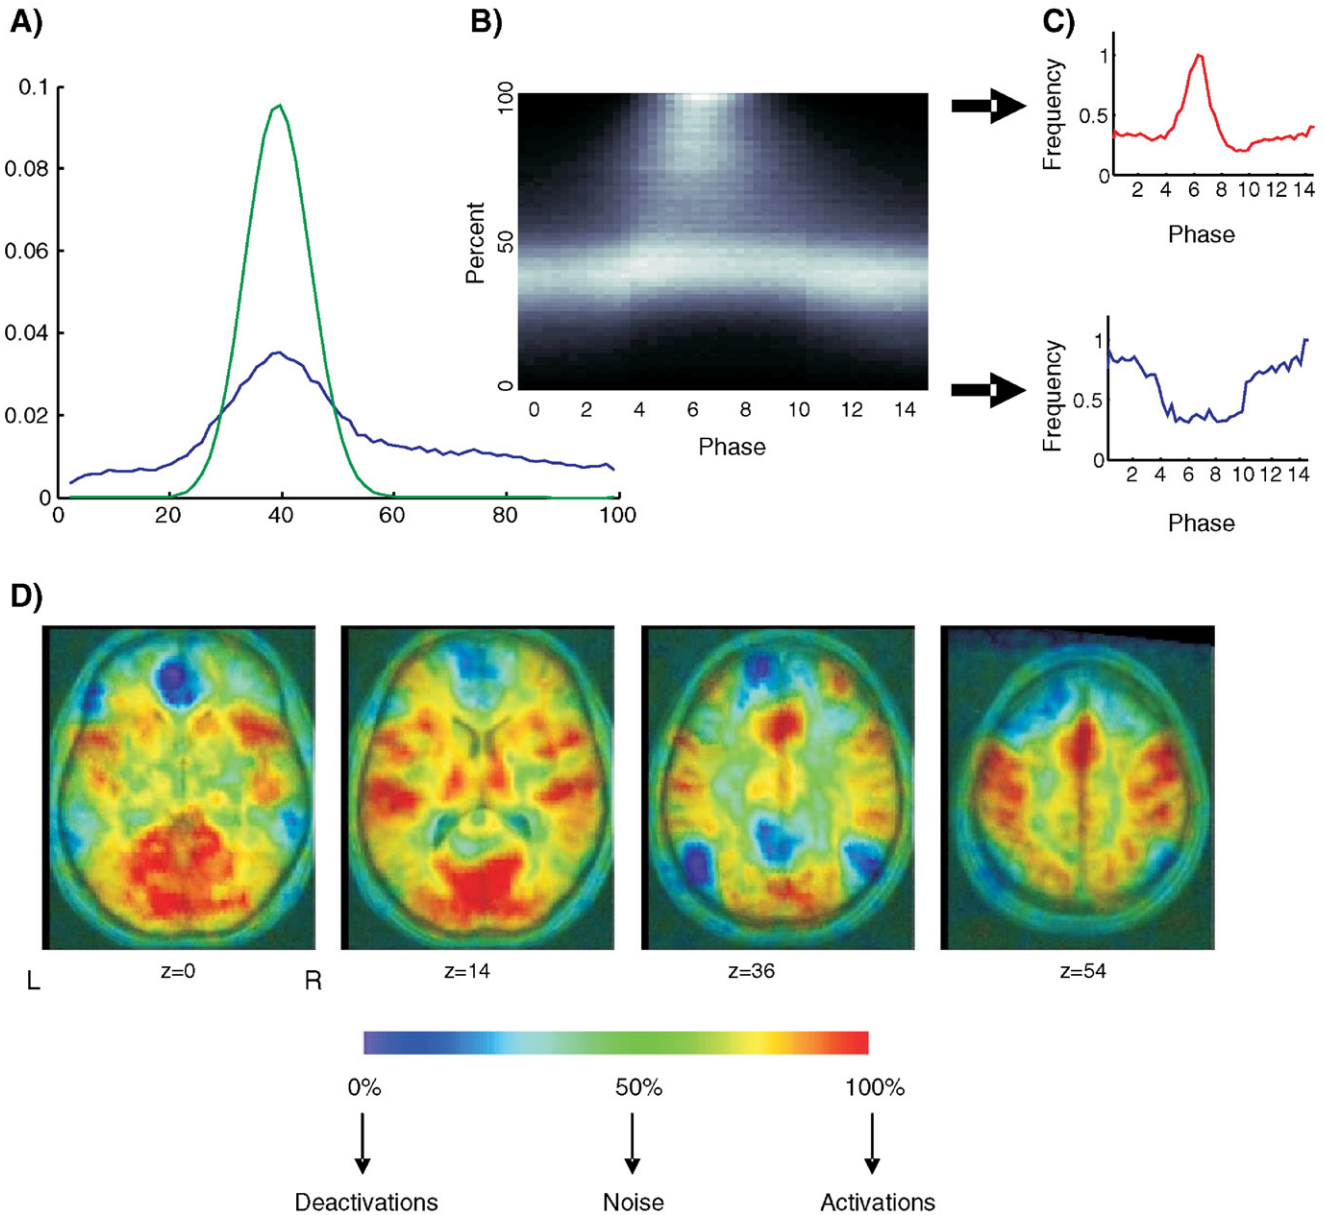 A)
0.1
0.08
0.06
0.04
0.02
0
0 20 40 60 80 100
B)
Percent
100
50
0
0 2 4 6 8 10 12 14
Phase
C)
Frequency
1
0.5
0
2 4 6 8 10 12 14
Phase
Frequency
1
0.5
0
2 4 6 8 10 12 14
Phase
D)
L z=0 R z=14 z=36 z=54
0% 50% 100%
Deactivations Noise Activations